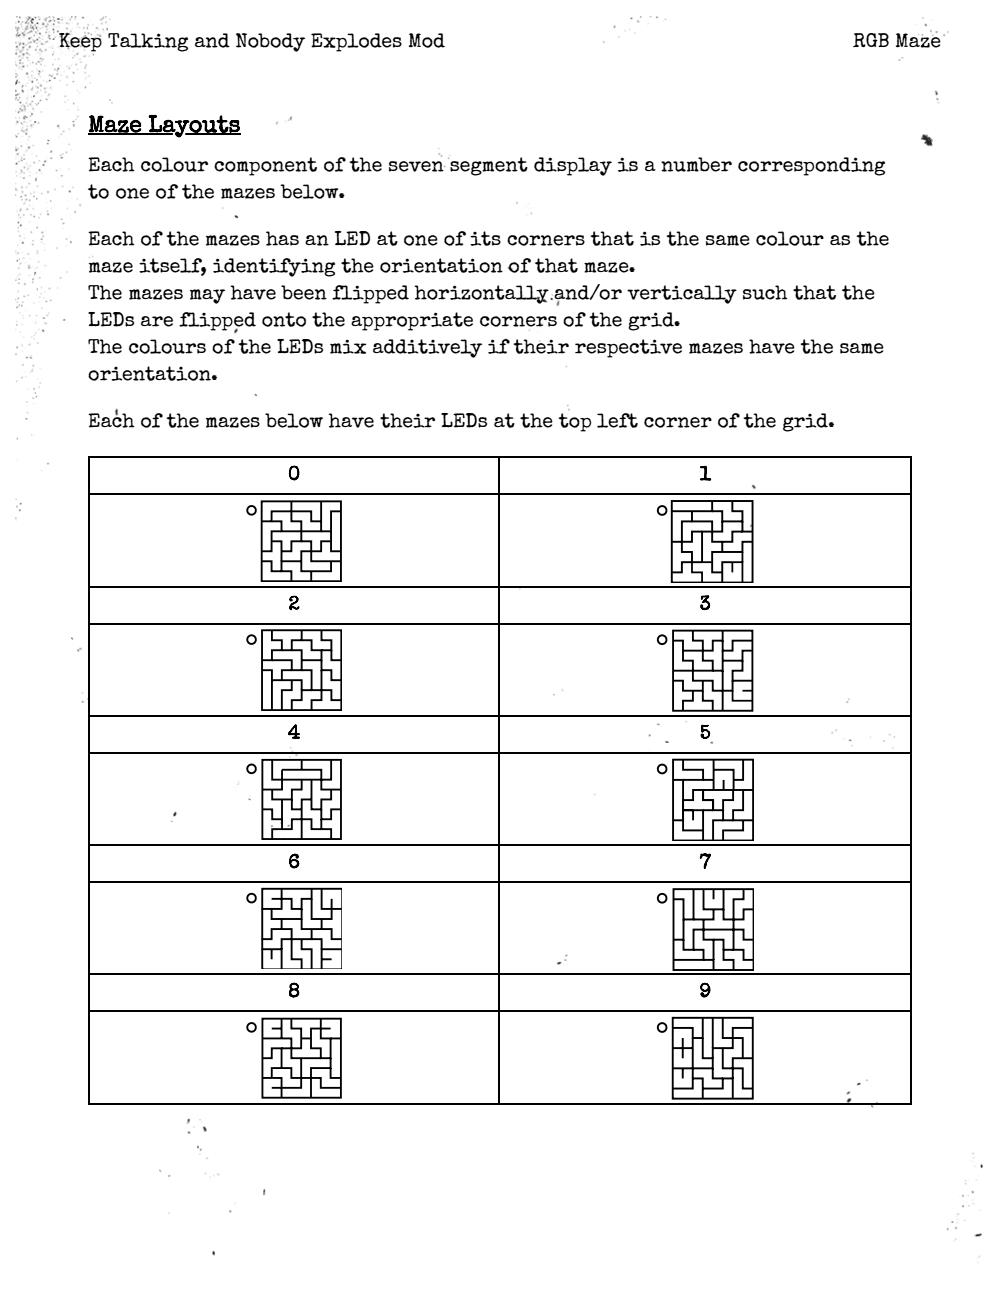 Keep Talking and Nobody Explodes Mod RGB Maze
Maze Layouts
Each colour component of the seven segment display is a number corresponding
to one of the mazes below.
Each of the mazes has an LED at one of its corners that is the same colour as the
maze itself, identifying the orientation of that maze.
The mazes may have been flipped horizontally and/or vertically such that the
LEDs are flipped onto the appropriate corners of the grid.
The colours of the LEDs mix additively if their respective mazes have the same
orientation.
Each of the mazes below have their LEDs at the top left corner of the grid.
0 1
2 3
4 5
6 7
8 9